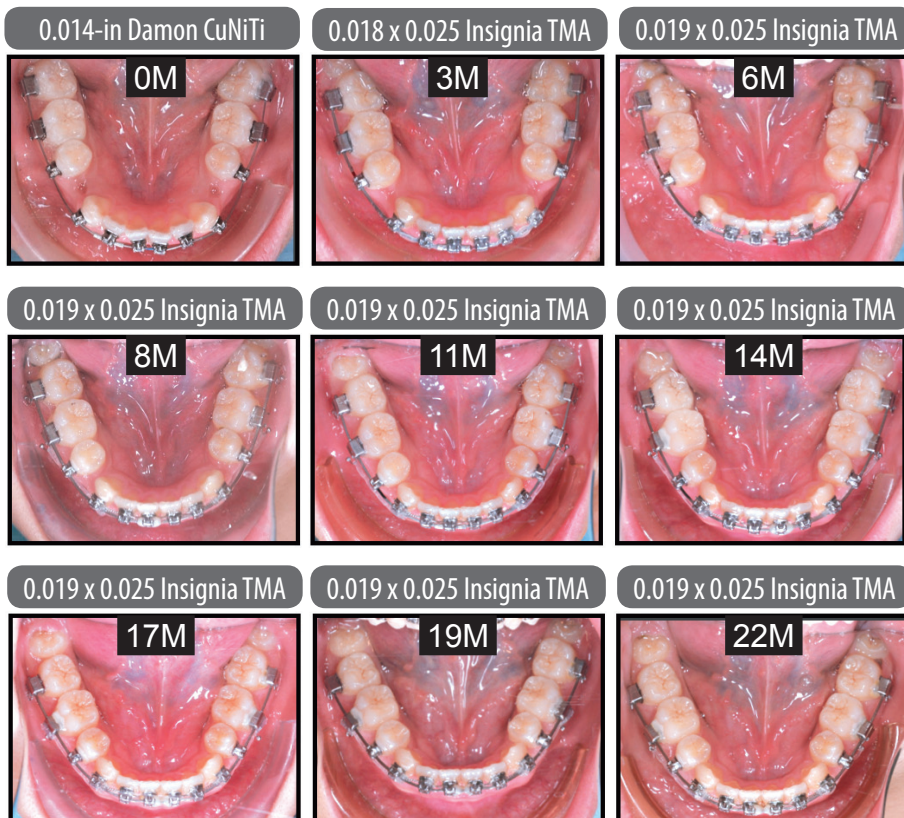 0.014-in Damon CuNiTi
0.018 x 0.025 Insignia TMA
0.019 x 0.025 Insignia TMA
0M
3M
6M
0.019 x 0.025 Insignia TMA
0.019 x 0.025 Insignia TMA
0.019 x 0.025 Insignia TMA
8M
11M
14M
0.019 x 0.025 Insignia TMA
0.019 x 0.025 Insignia TMA
0.019 x 0.025 Insignia TMA
17M
19M
22M